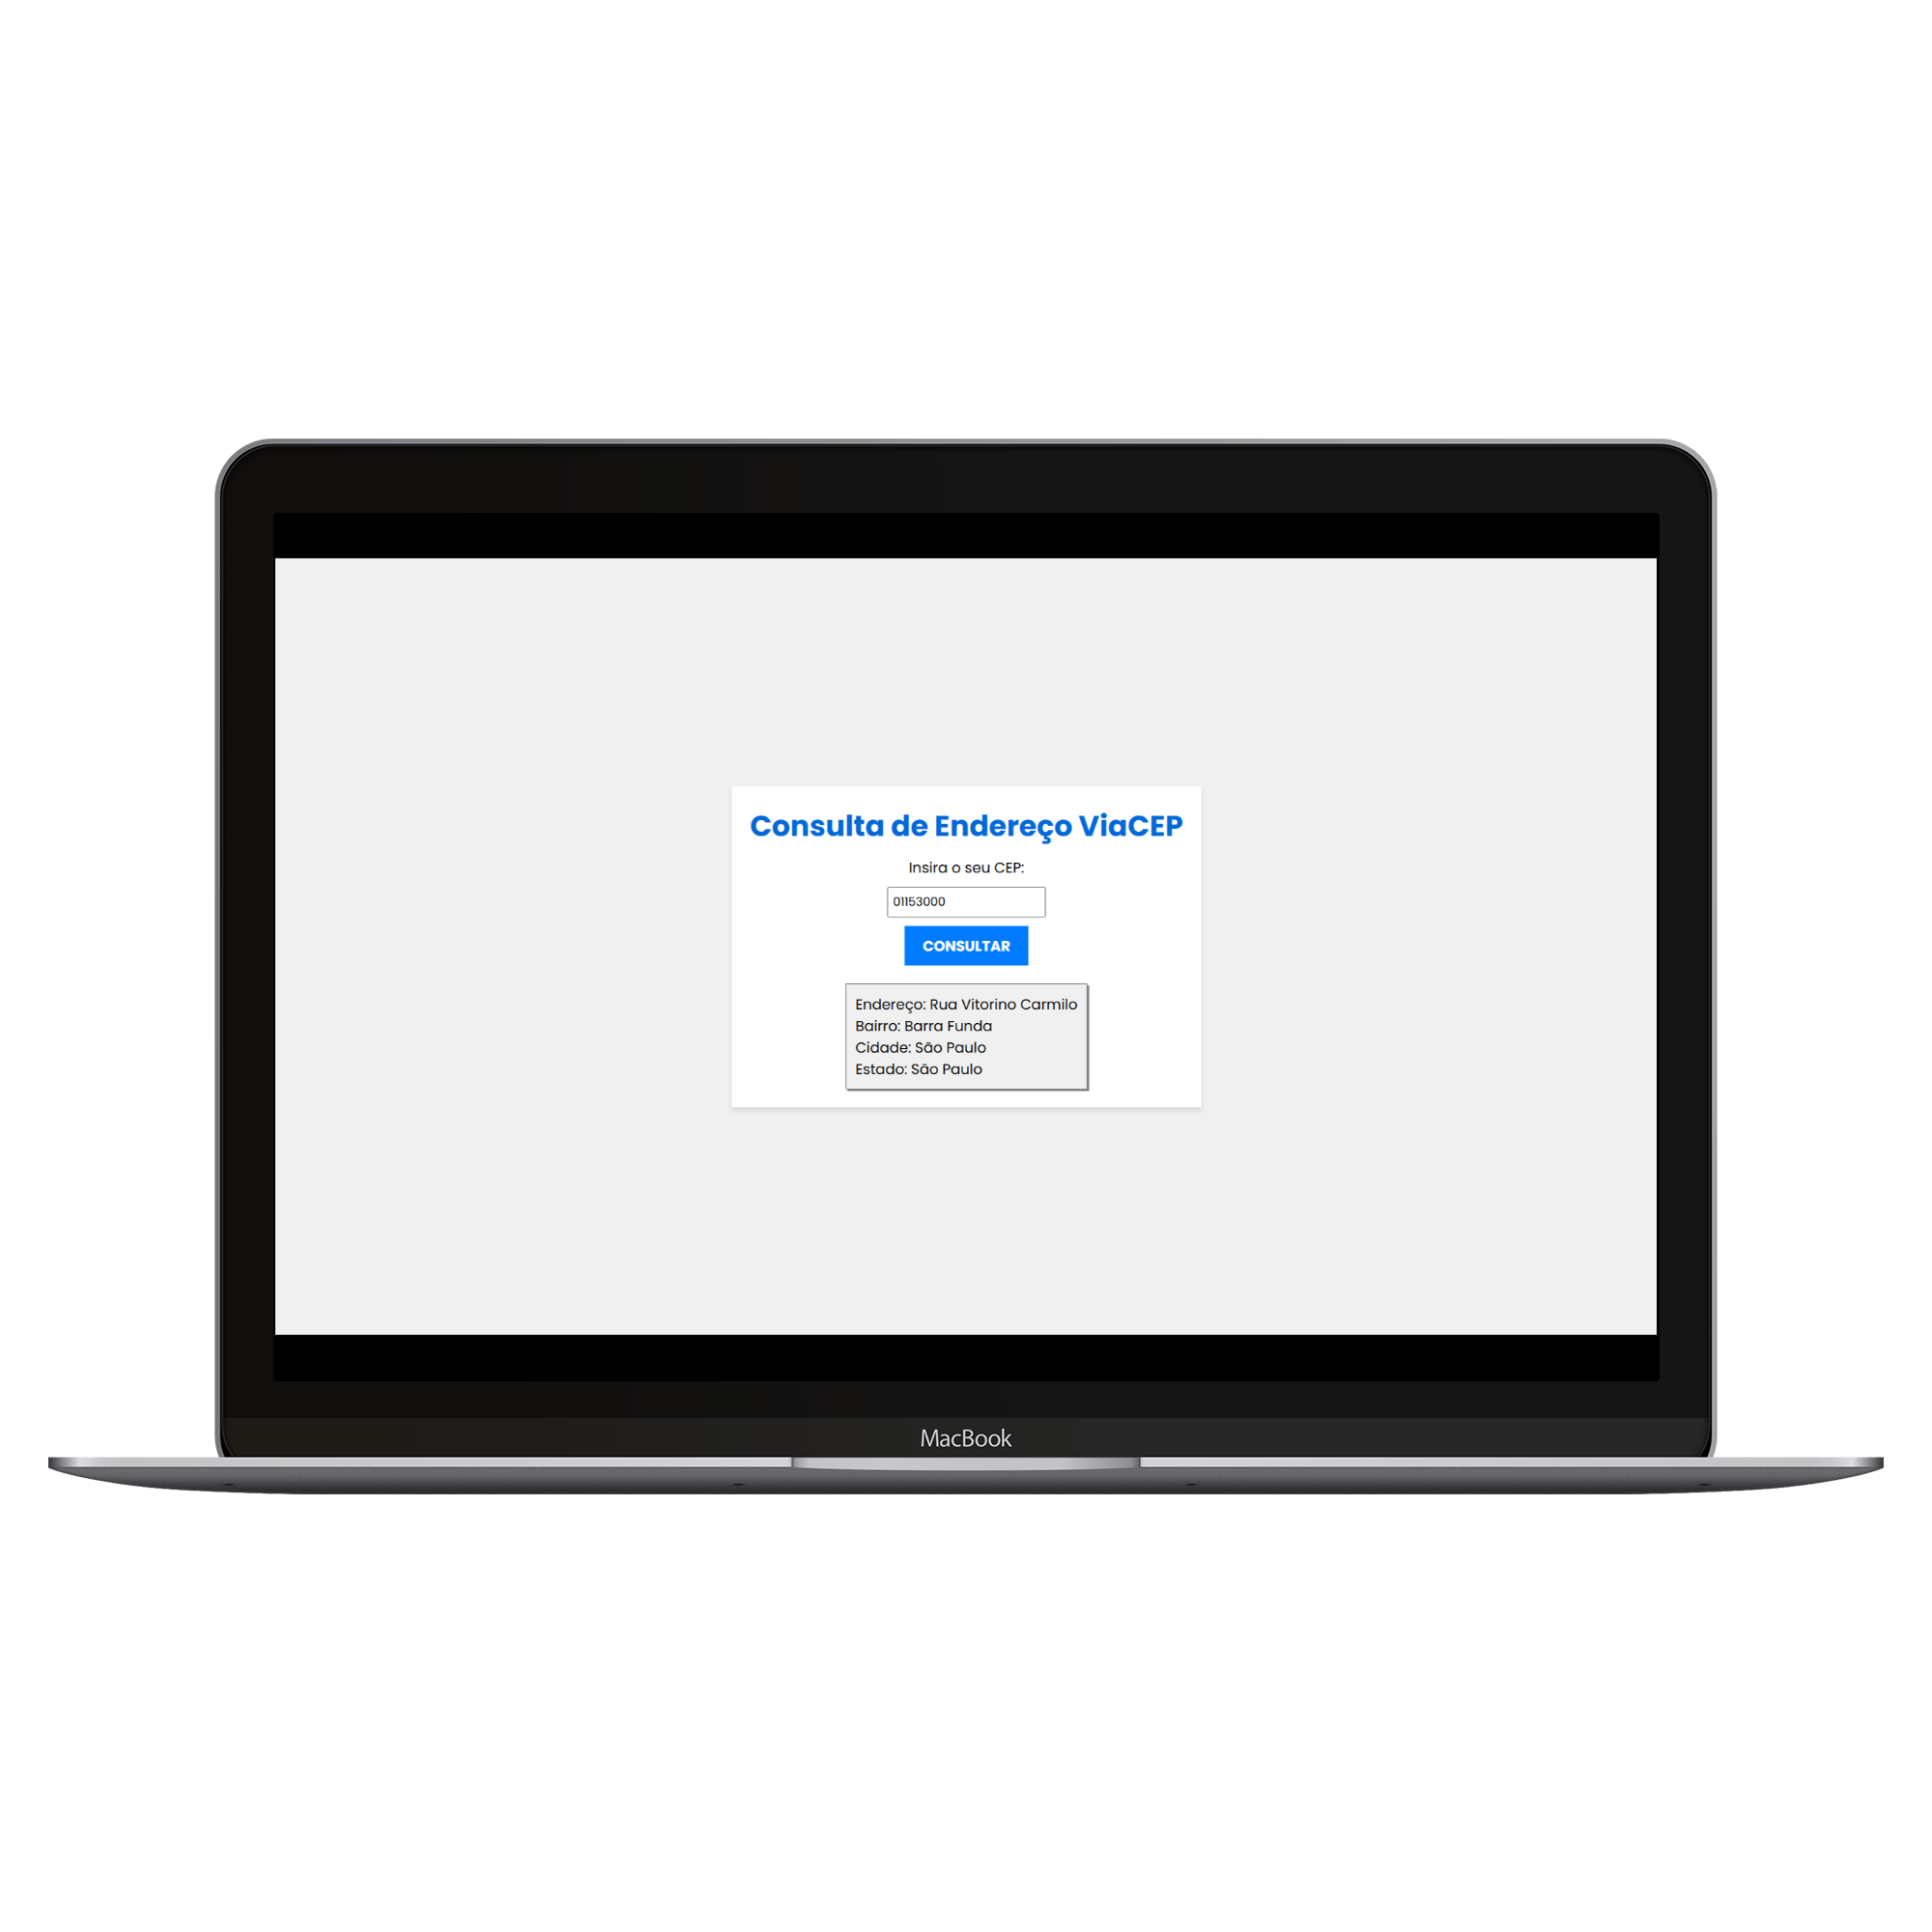 Consulta de Endereço ViaCEP
Insira o seu CEP:
01153000
CONSULTAR
Endereço: Rua Vitorino Carmilo
Bairro: Barra Funda
Cidade: São Paulo
Estado: São Paulo
MacBook